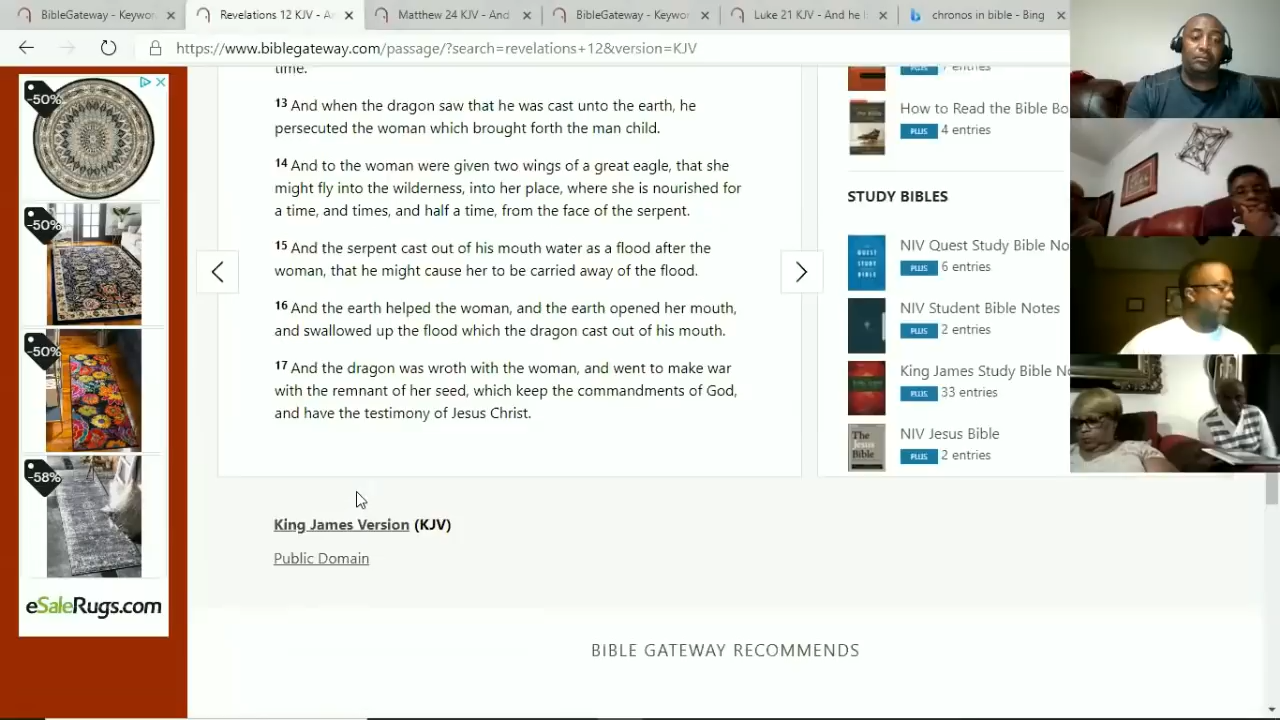 BibleGateway - Keywor
Revelations 12 KJV - A
Matthew 24 KJV - And
BibleGateway - Keywor
Luke 21 KJV - And he l
chronos in bible - Bing
https://www.biblegateway.com/passage/?search=revelations+12&version=KJV
time.
13 And when the dragon saw that he was cast unto the earth, he
persecuted the woman which brought forth the man child.
14 And to the woman were given two wings of a great eagle, that she
might fly into the wilderness, into her place, where she is nourished for
a time, and times, and half a time, from the face of the serpent.
15 And the serpent cast out of his mouth water as a flood after the
woman, that he might cause her to be carried away of the flood.
16 And the earth helped the woman, and the earth opened her mouth,
and swallowed up the flood which the dragon cast out of his mouth.
17 And the dragon was wroth with the woman, and went to make war
with the remnant of her seed, which keep the commandments of God,
and have the testimony of Jesus Christ.
King James Version (KJV)
Public Domain
BIBLE GATEWAY RECOMMENDS
-50%
-50%
-50%
-58%
eSaleRugs.com
PLUS entries
How to Read the Bible Bo
PLUS 4 entries
STUDY BIBLES
NIV Quest Study Bible No
PLUS 6 entries
NIV Student Bible Notes
PLUS 2 entries
King James Study Bible No
PLUS 33 entries
The Jesus Bible
NIV Jesus Bible
PLUS 2 entries